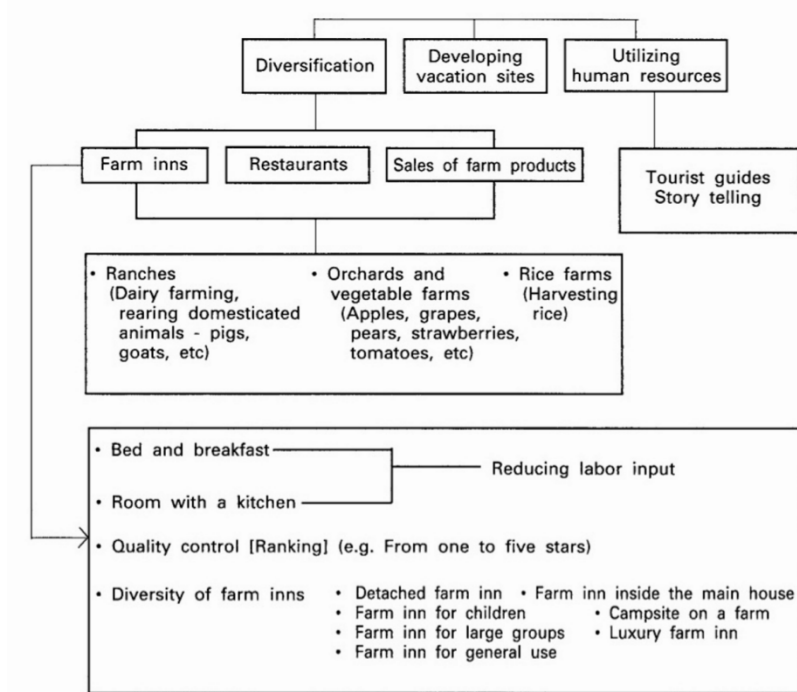 Diversification
Developing
vacation sites
Utilizing
human resources
Farm inns
Restaurants
Sales of farm products
Tourist guides
Story telling
• Ranches
(Dairy farming,
rearing domesticated
animals - pigs,
goats, etc)
• Orchards and
vegetable farms
(Apples, grapes,
pears, strawberries,
tomatoes, etc)
• Rice farms
(Harvesting
rice)
• Bed and breakfast
• Room with a kitchen
Reducing labor input
• Quality control [Ranking] (e.g. From one to five stars)
• Diversity of farm inns
• Detached farm inn • Farm inn inside the main house
• Farm inn for children • Campsite on a farm
• Farm inn for large groups • Luxury farm inn
• Farm inn for general use